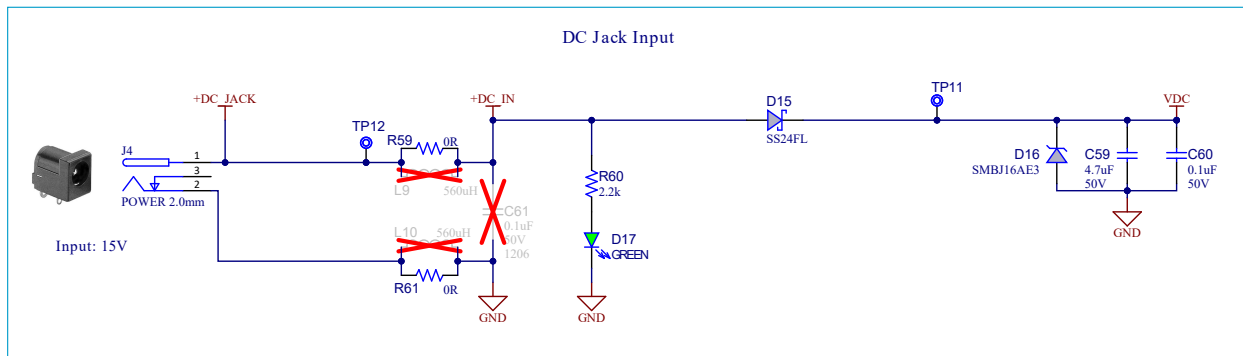 DC Jack Input
+DC_JACK
+DC_IN
TP11
VDC
TP12
D15
SS24FL
R59
0R
J4
1
3
2
POWER 2.0mm
L9
560uH
D16
SMBJ16AE3
C59
4.7uF
50V
C60
0.1uF
50V
R60
2.2k
C61
0.1uF
50V
1206
Input: 15V
L10
560uH
D17
GREEN
R61
0R
GND
GND
GND